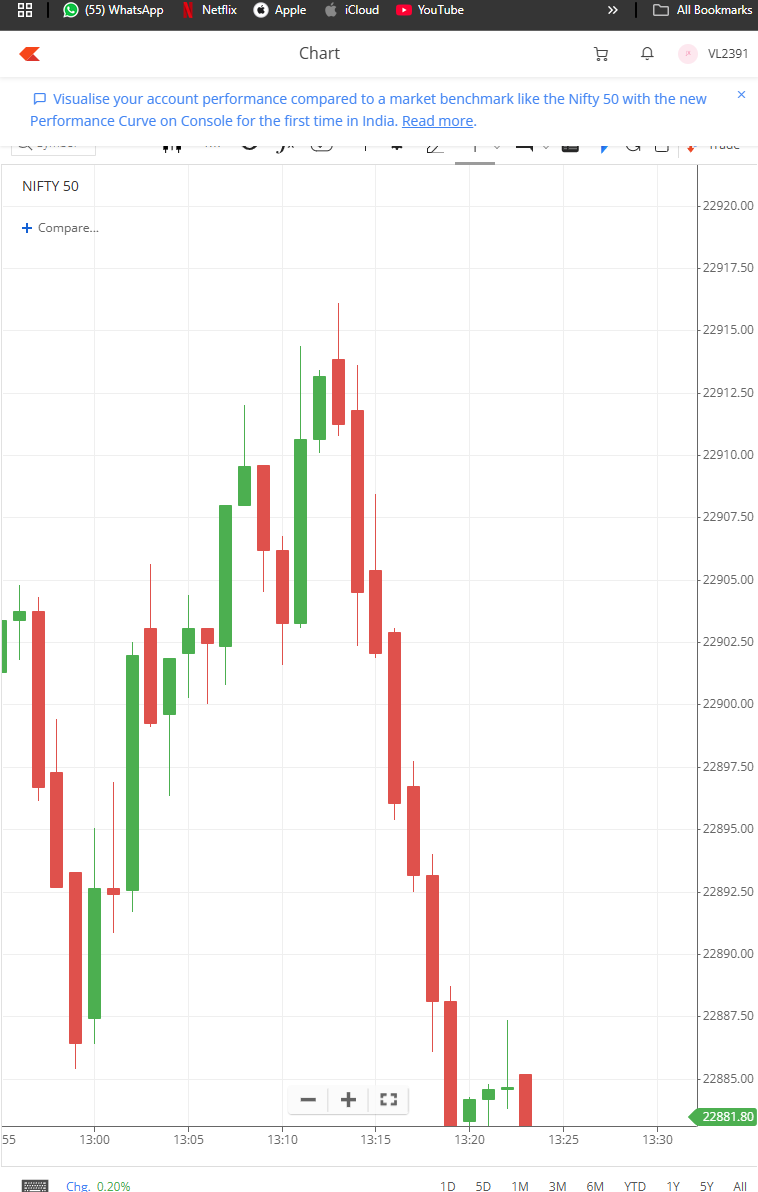 (55) WhatsApp Netflix Apple iCloud YouTube » All Bookmarks
Chart VL2391
Visualise your account performance compared to a market benchmark like the Nifty 50 with the new
Performance Curve on Console for the first time in India. Read more.
×
NIFTY 50
+ Compare...
22920.00
22917.50
22915.00
22912.50
22910.00
22907.50
22905.00
22902.50
22900.00
22897.50
22895.00
22892.50
22890.00
22887.50
22885.00
22881.80
55 13:00 13:05 13:10 13:15 13:20 13:25 13:30
Chg. 0.20% 1D 5D 1M 3M 6M YTD 1Y 5Y All